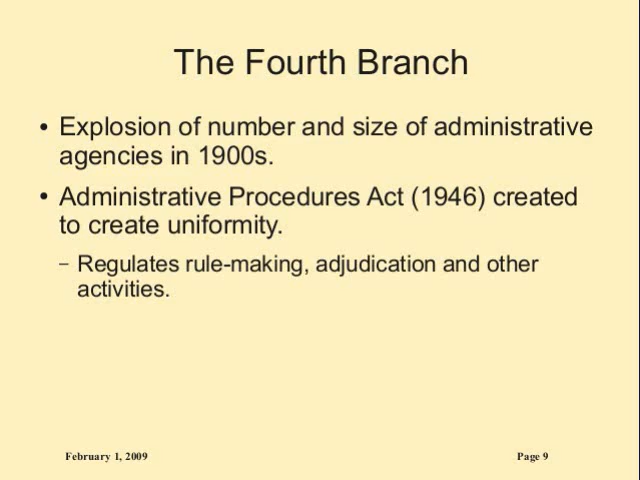 The Fourth Branch
• Explosion of number and size of administrative
agencies in 1900s.
• Administrative Procedures Act (1946) created
to create uniformity.
– Regulates rule-making, adjudication and other
activities.
February 1, 2009 Page 9